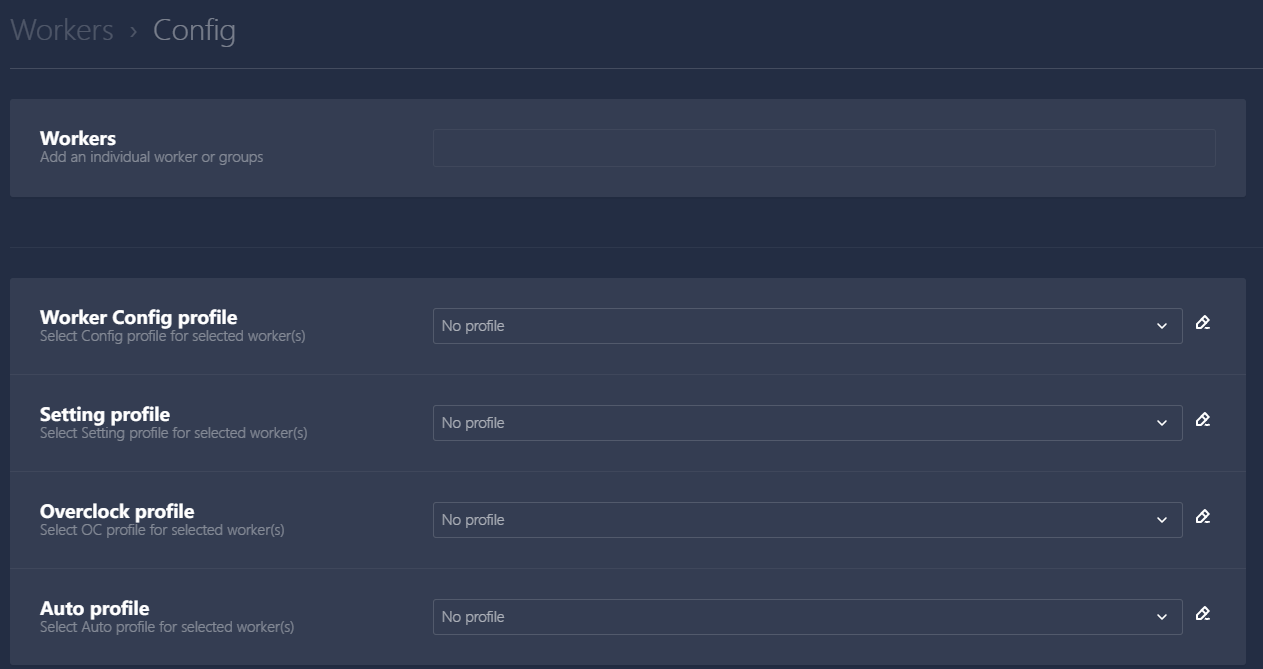 Workers › Config
Workers
Add an individual worker or groups
Worker Config profile
Select Config profile for selected worker(s)
No profile
Setting profile
Select Setting profile for selected worker(s)
No profile
Overclock profile
Select OC profile for selected worker(s)
No profile
Auto profile
Select Auto profile for selected worker(s)
No profile